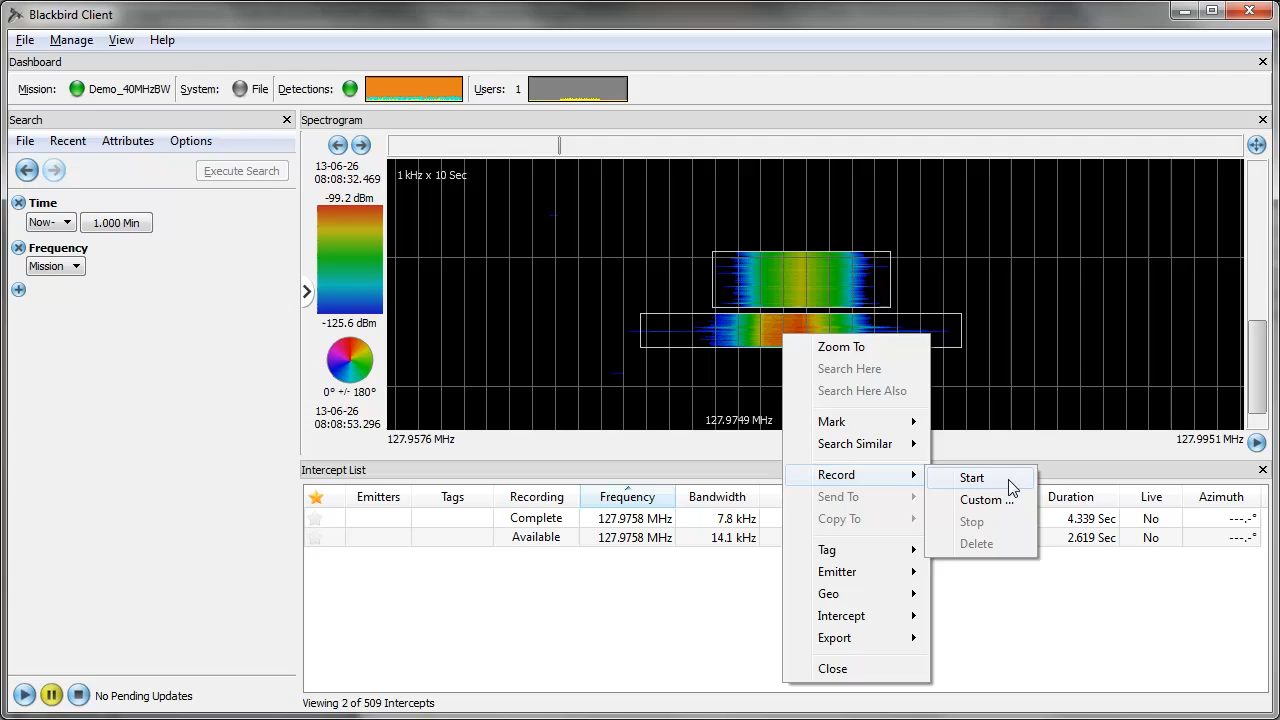 Blackbird Client
File Manage View Help
Dashboard
Mission: Demo_40MHzBW System: File Detections: Users: 1
Search
File Recent Attributes Options
Execute Search
Time
Now- 1.000 Min
Frequency
Mission
No Pending Updates
Spectrogram
13-06-26
08:08:32.469
-99.2 dBm
-125.6 dBm
0° +/- 180°
13-06-26
08:08:53.296
1 kHz x 10 Sec
127.9749 MHz
127.9576 MHz 127.9951 MHz
Zoom To
Search Here
Search Here Also
Mark
Search Similar
Record
Send To
Copy To
Tag
Emitter
Geo
Intercept
Export
Close
Start
Custom ...
Stop
Delete
Intercept List
Emitters Tags Recording Frequency Bandwidth Duration Live Azimuth
Complete 127.9758 MHz 7.8 kHz 4.339 Sec No ---.-°
Available 127.9758 MHz 14.1 kHz 2.619 Sec No ---.-°
Viewing 2 of 509 Intercepts